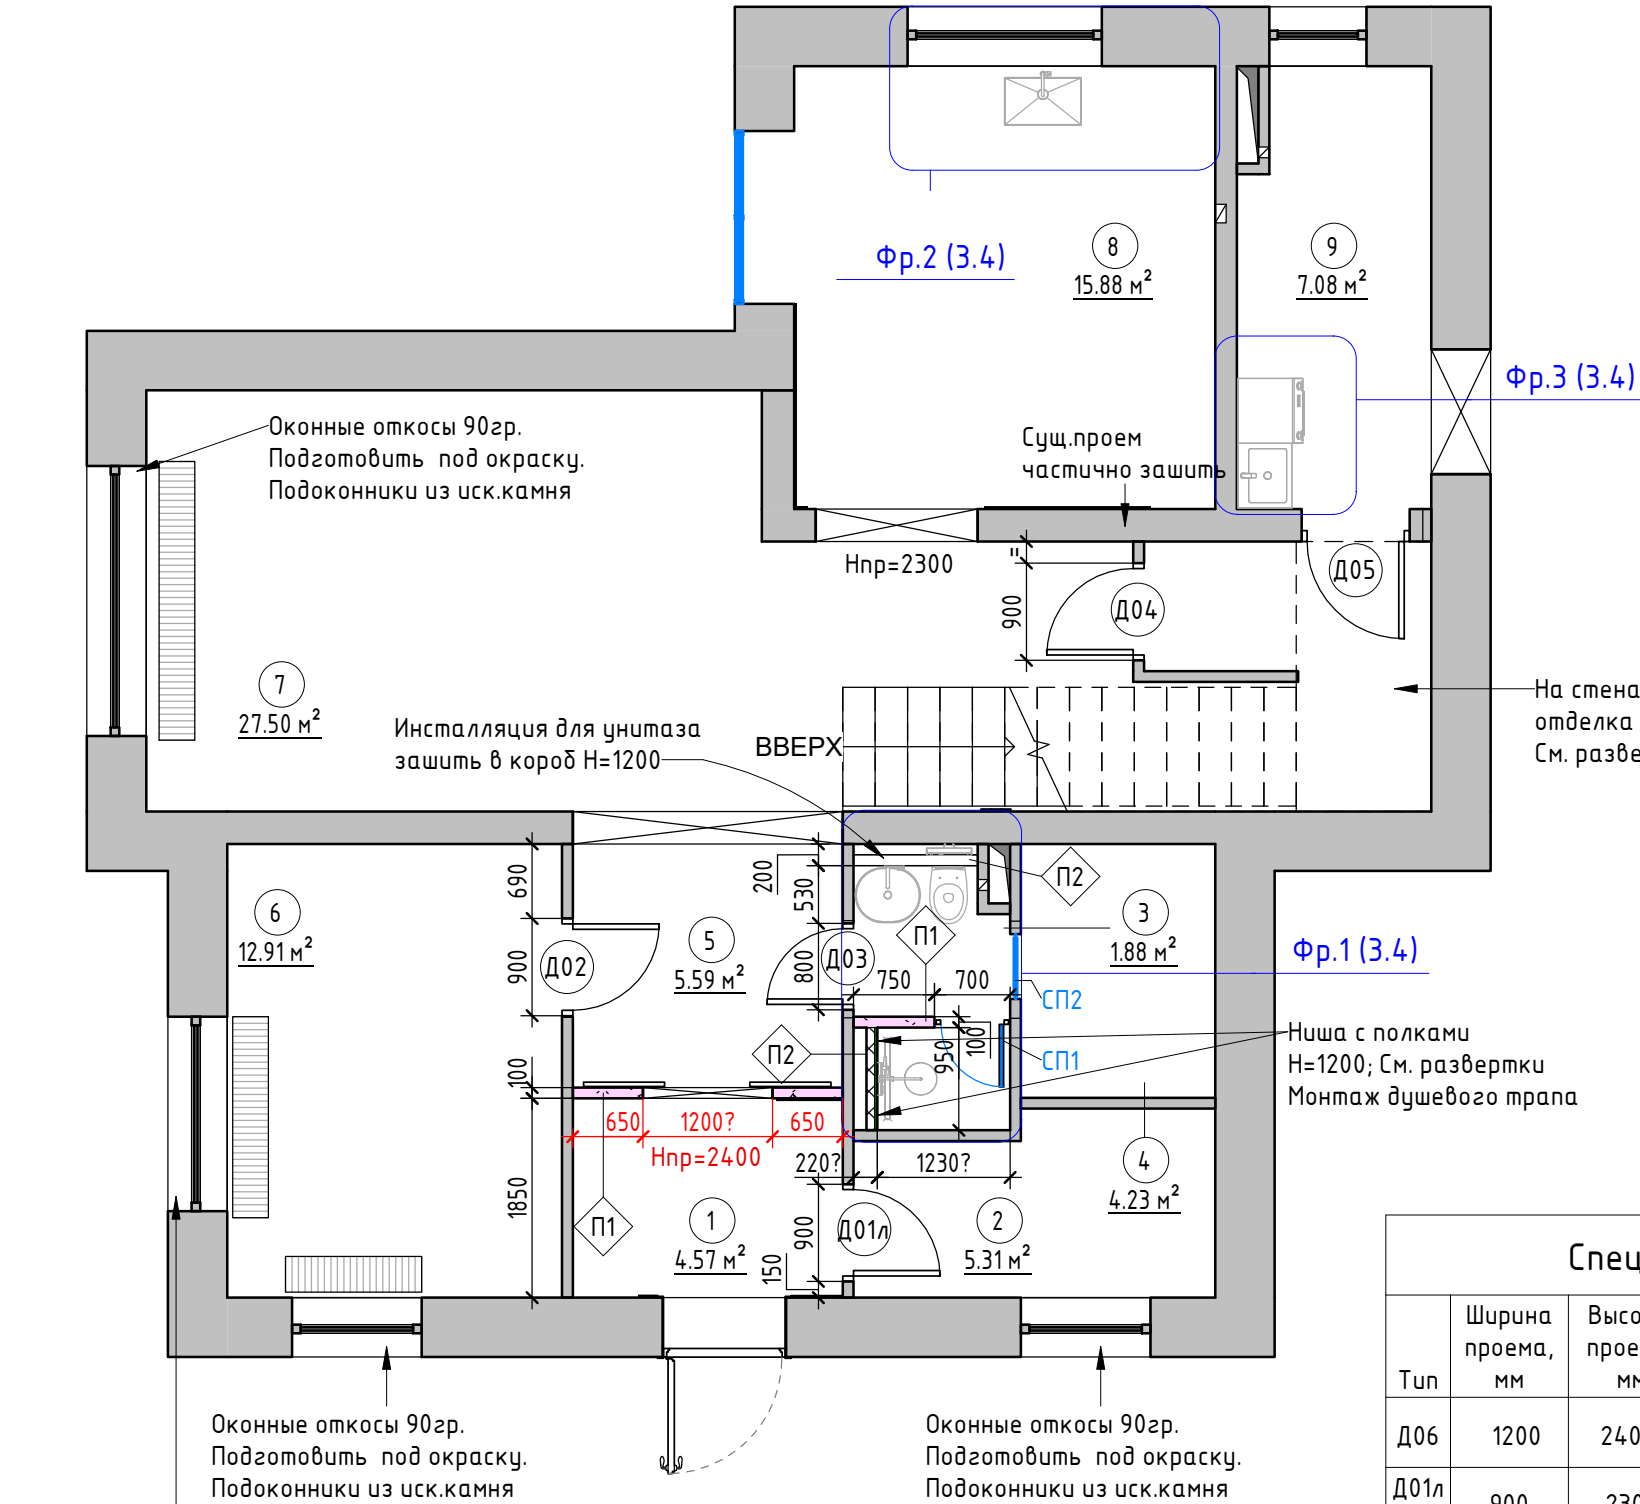 Фр.2 (3.4)
8
15.88 м²
9
7.08 м²
Фр.3 (3.4)
Оконные откосы 90гр.
Подготовить под окраску.
Подоконники из иск.камня
Сущ.проем
частично зашить
Нпр=2300
"
900
Д04
Д05
7
27.50 м²
Инсталляция для унитаза
зашить в короб Н=1200
ВВЕРХ
На стена
отделка
См. разве
6
12.91 м²
690
900
100
1850
Д02
5
5.59 м²
200
530
800
Д03
П1
П2
750
700
950
100
СП2
СП1
3
1.88 м²
Фр.1 (3.4)
Ниша с полками
Н=1200; См. развертки
Монтаж душевого трапа
П2
650
1200?
650
Нпр=2400
220?
1230?
П1
1
4.57 м²
900
150
Д01л
2
5.31 м²
4
4.23 м²
Оконные откосы 90гр.
Подготовить под окраску.
Подоконники из иск.камня
Оконные откосы 90гр.
Подготовить под окраску.
Подоконники из иск.камня
Спец
Тип
Ширина
проема,
мм
Высо
прое
мм
Д06
1200
240
Д01л
900
230